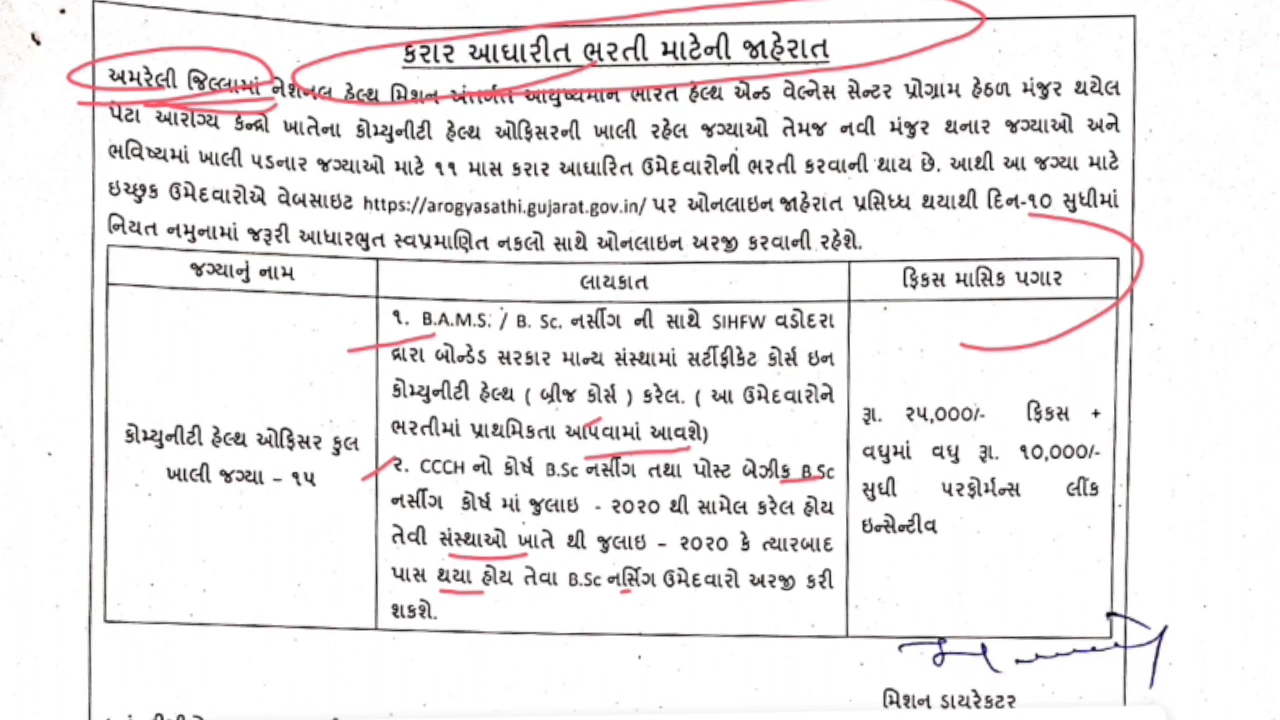 કરાર આધારીત ભરતી માટેની જાહેરાત
અમરેલી જિલ્લામાં નેશનલ હેલ્થ મિશન અંતર્ગત આયુષ્યમાન ભારત હેલ્થ એન્ડ વેલ્નેસ સેન્ટર પ્રોગ્રામ હેઠળ મંજુર થયેલ
પેટા આરોગ્ય કેન્દ્રો ખાતેના કોમ્યુનીટી હેલ્થ ઓફિસરની ખાલી રહેલ જગ્યાઓ તેમજ નવી મંજુર થનાર જગ્યાઓ અને
ભવિષ્યમાં ખાલી પડનાર જગ્યાઓ માટે ૧૧ માસ કરાર આધારિત ઉમેદવારોની ભરતી કરવાની થાય છે. આથી આ જગ્યા માટે
ઇચ્છુક ઉમેદવારોએ વેબસાઇટ https://arogyasathi.gujarat.gov.in/ પર ઓનલાઇન જાહેરાત પ્રસિધ્ધ થયાથી દિન-૧૦ સુધીમાં
નિયત નમુનામાં જરૂરી આધારભુત સ્વપ્રમાણિત નકલો સાથે ઓનલાઇન અરજી કરવાની રહેશે.
જગ્યાનું નામ લાયકાત ફિકસ માસિક પગાર
૧. B.A.M.S. / B. Sc. નર્સીગ ની સાથે SIHFW વડોદરા
દ્રારા બોન્ડેડ સરકાર માન્ય સંસ્થામાં સર્ટીફીકેટ કોર્સ ઇન
કોમ્યુનીટી હેલ્થ ( બ્રીજ કોર્સ ) કરેલ. ( આ ઉમેદવારોને
ભરતીમાં પ્રાથમિકતા આપવામાં આવશે)
૨. CCCH નો કોર્ષ B.Sc નર્સીગ તથા પોસ્ટ બેઝીક B.Sc
નર્સીગ કોર્ષ માં જુલાઇ - ૨૦૨૦ થી સામેલ કરેલ હોય
તેવી સંસ્થાઓ ખાતે થી જુલાઇ – ૨૦૨૦ કે ત્યારબાદ
પાસ થયા હોય તેવા B.Sc નર્સિગ ઉમેદવારો અરજી કરી
શકશે.
કોમ્યુનીટી હેલ્થ ઓફિસર કુલ
ખાલી જગ્યા – ૧૫
રૂા. ૨૫,000/- ફિકસ +
વધુમાં વધુ રૂા. ૧૦,000/-
સુધી પરફોર્મન્સ લીંક
ઇન્સેન્ટીવ
મિશન ડાયરેકટર